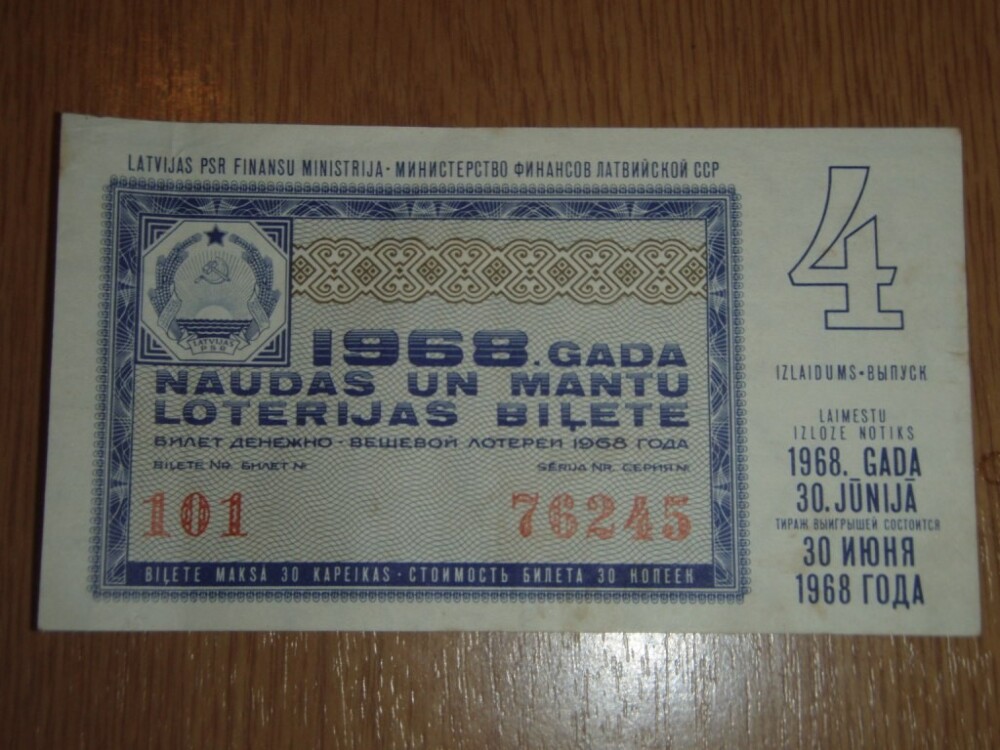 LATVIJAS PSR FINANSU MINISTRIJA · МИНИСТЕРСТВО ФИНАНСОВ ЛАТВИЙСКОЙ ССР
LATVIJAS
PSR
1968. GADA
NAUDAS UN MANTU
LOTERIJAS BIĻETE
БИЛЕТ ДЕНЕЖНО-ВЕЩЕВОЙ ЛОТЕРЕИ 1968 ГОДА
BIĻETE NR. БИЛЕТ №
SĒRIJA NR. СЕРИЯ №
101
76245
BIĻETE MAKSĀ 30 KAPEIKAS · СТОИМОСТЬ БИЛЕТА 30 КОПЕЕК
4
IZLAIDUMS · ВЫПУСК
LAIMESTU
IZLOZE NOTIKS
1968. GADA
30. JŪNIJĀ
ТИРАЖ ВЫИГРЫШЕЙ СОСТОИТСЯ
30 ИЮНЯ
1968 ГОДА